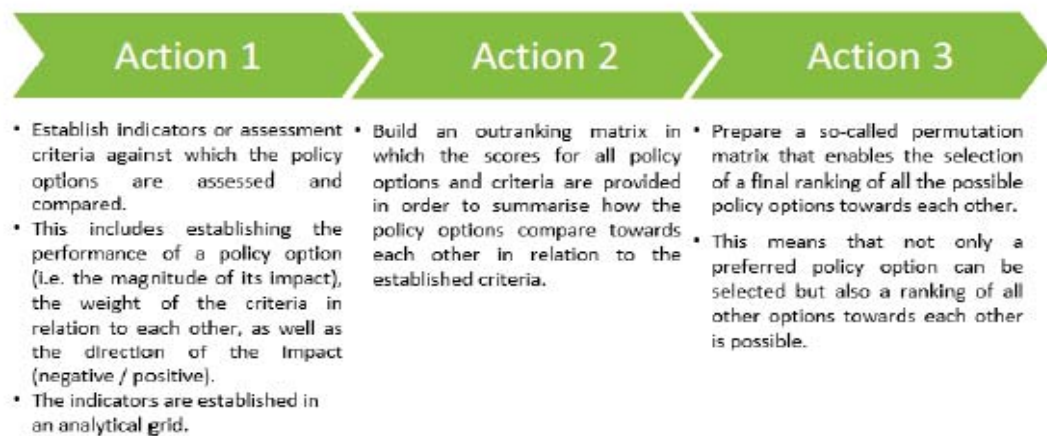 Action 1
Action 2
Action 3
• Establish indicators or assessment
criteria against which the policy
options are assessed and
compared.
• This includes establishing the
performance of a policy option
(i.e. the magnitude of its impact),
the weight of the criteria in
relation to each other, as well as
the direction of the impact
(negative / positive).
• The indicators are established in
an analytical grid.
• Build an outranking matrix in
which the scores for all policy
options and criteria are provided
in order to summarise how the
policy options compare towards
each other in relation to the
established criteria.
• Prepare a so-called permutation
matrix that enables the selection
of a final ranking of all the possible
policy options towards each other.
• This means that not only a
preferred policy option can be
selected but also a ranking of all
other options towards each other
is possible.